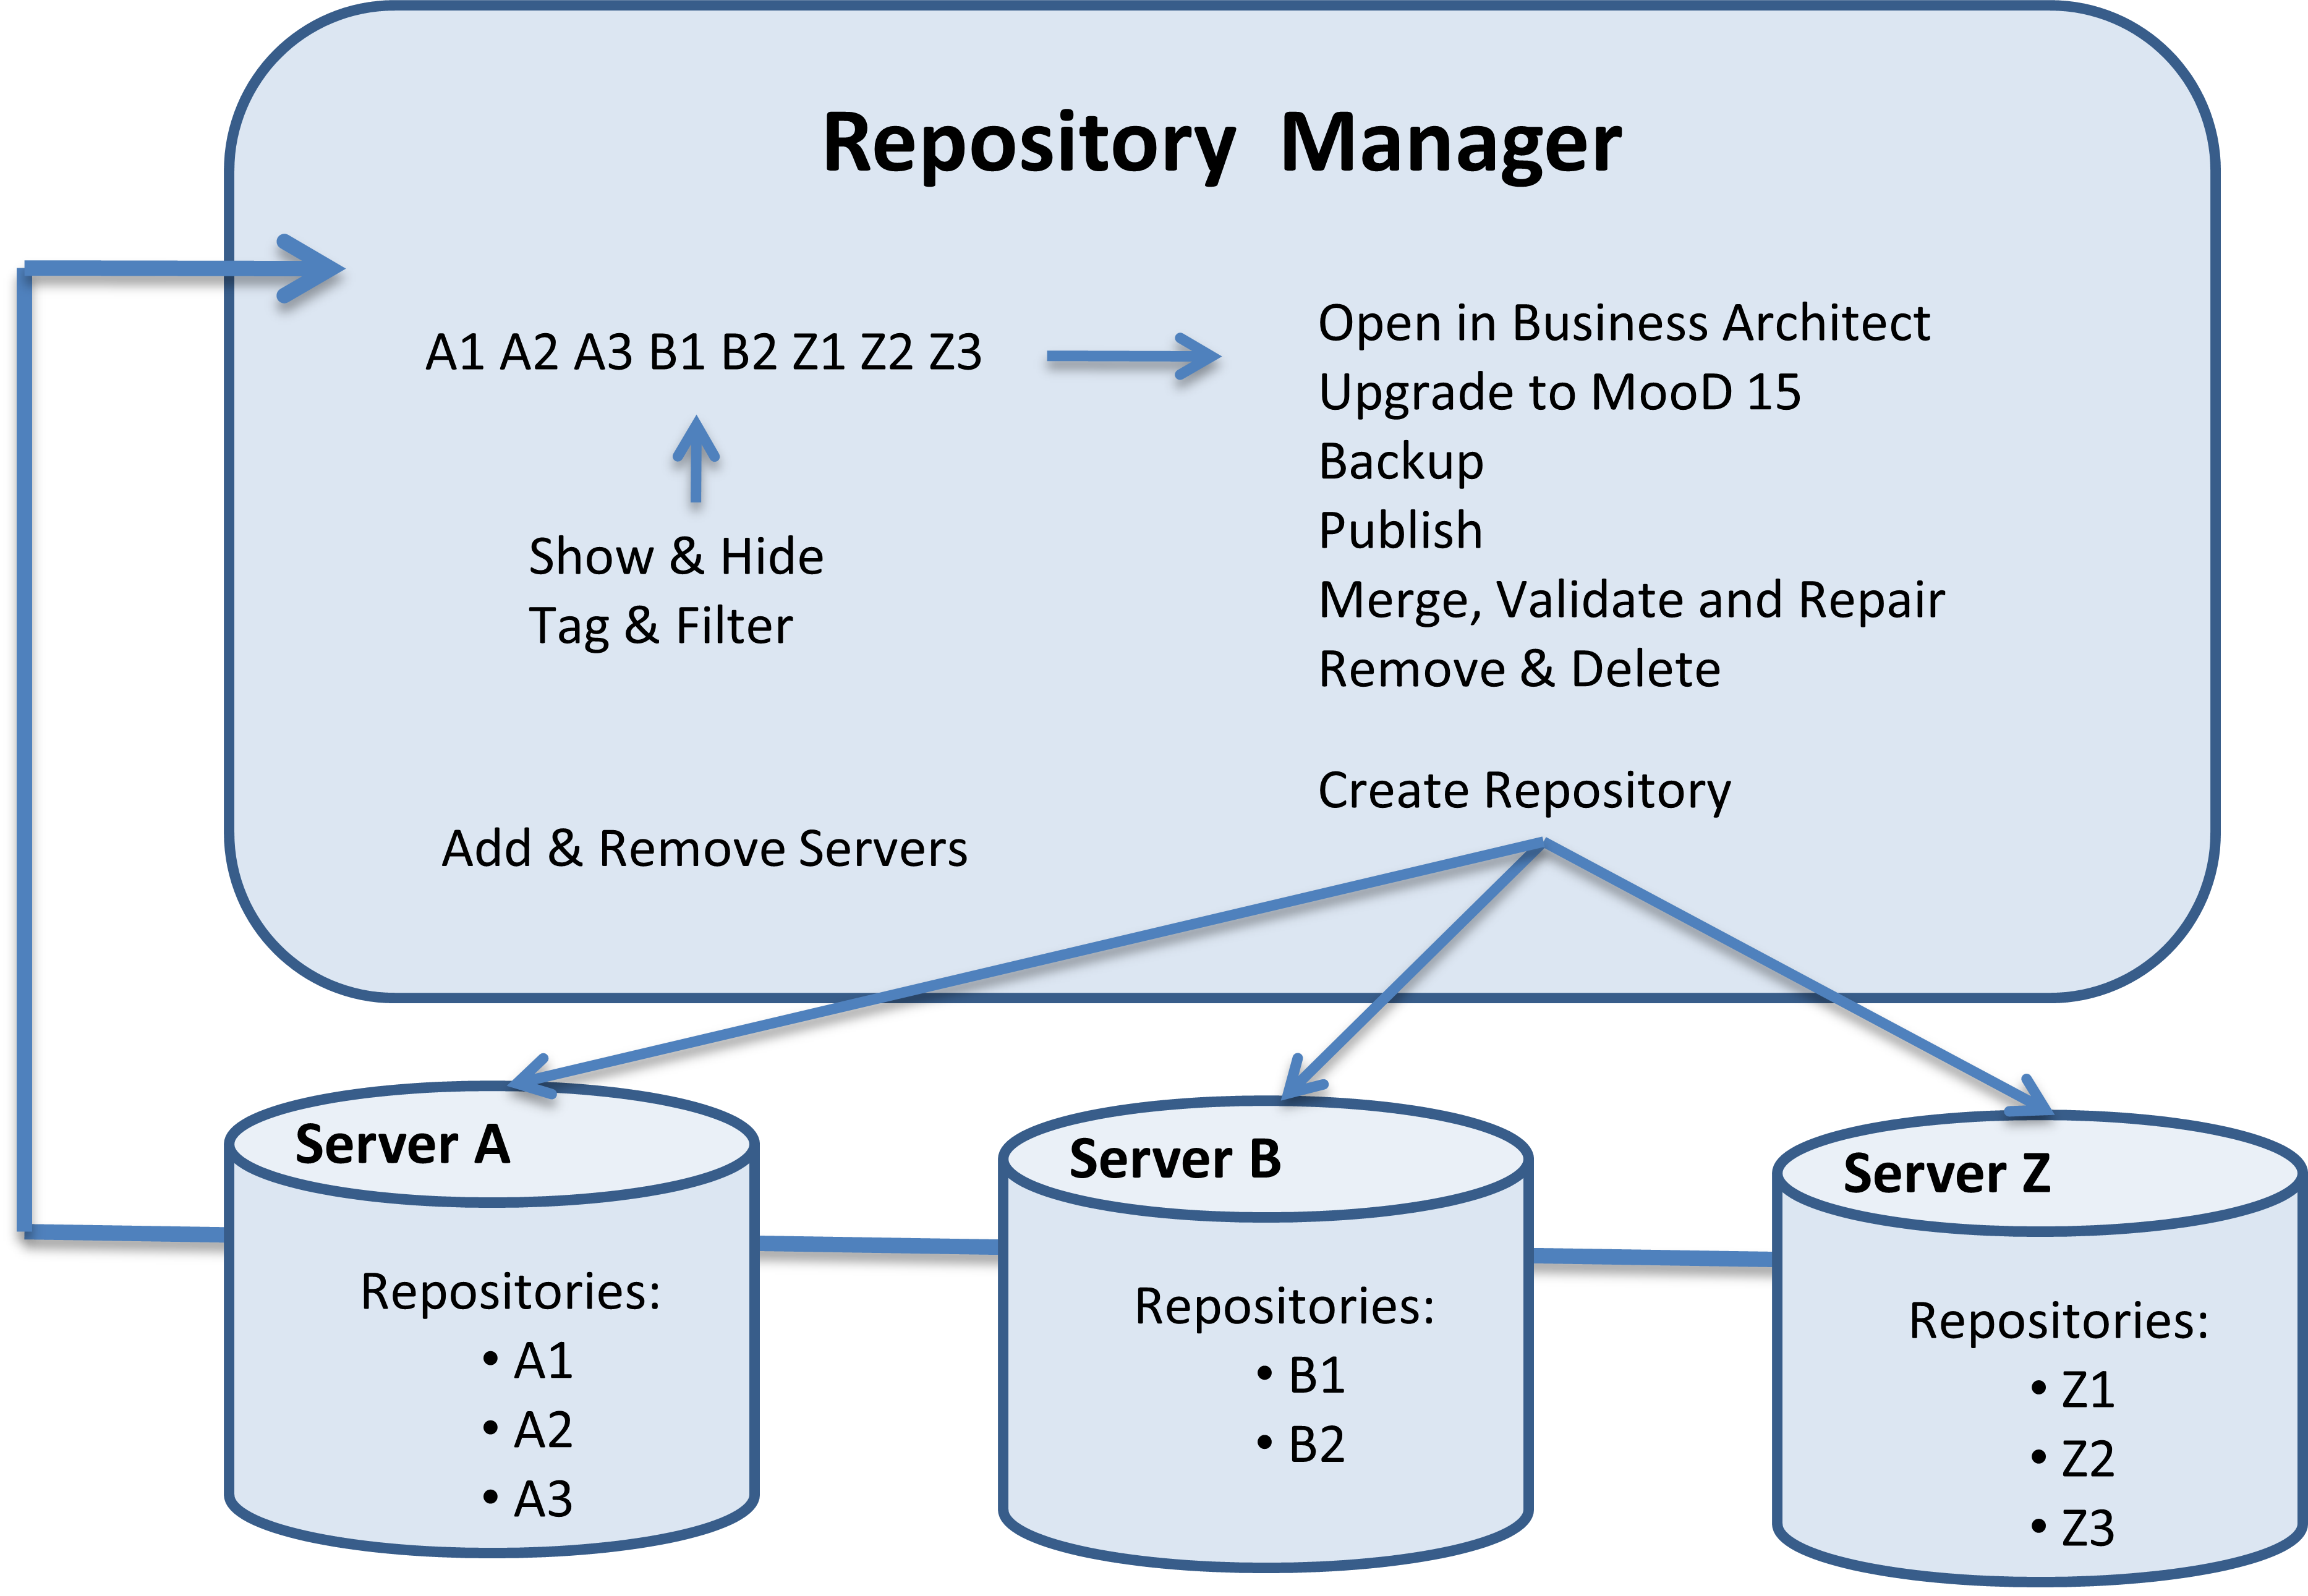 Repository Manager
A1 A2 A3 B1 B2 Z1 Z2 Z3
Show & Hide
Tag & Filter
Add & Remove Servers
Open in Business Architect
Upgrade to MooD 15
Backup
Publish
Merge, Validate and Repair
Remove & Delete
Create Repository
Server A
Repositories:
• A1
• A2
• A3
Server B
Repositories:
• B1
• B2
Server Z
Repositories:
• Z1
• Z2
• Z3